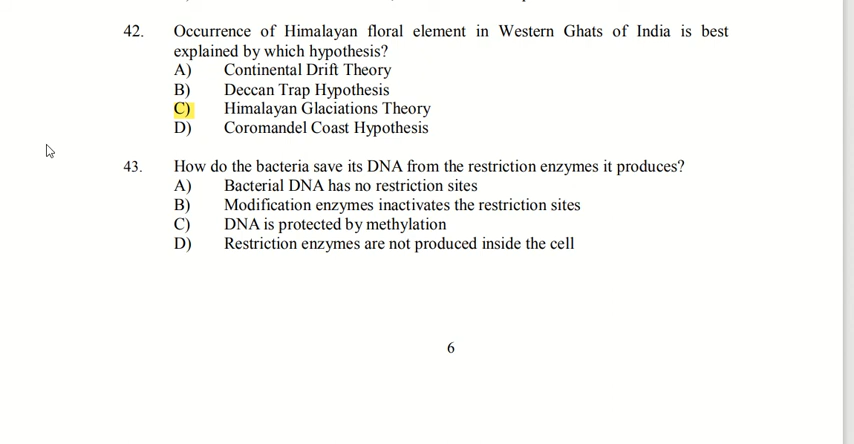 42. Occurrence of Himalayan floral element in Western Ghats of India is best
explained by which hypothesis?
A) Continental Drift Theory
B) Deccan Trap Hypothesis
C) Himalayan Glaciations Theory
D) Coromandel Coast Hypothesis
43. How do the bacteria save its DNA from the restriction enzymes it produces?
A) Bacterial DNA has no restriction sites
B) Modification enzymes inactivates the restriction sites
C) DNA is protected by methylation
D) Restriction enzymes are not produced inside the cell
6